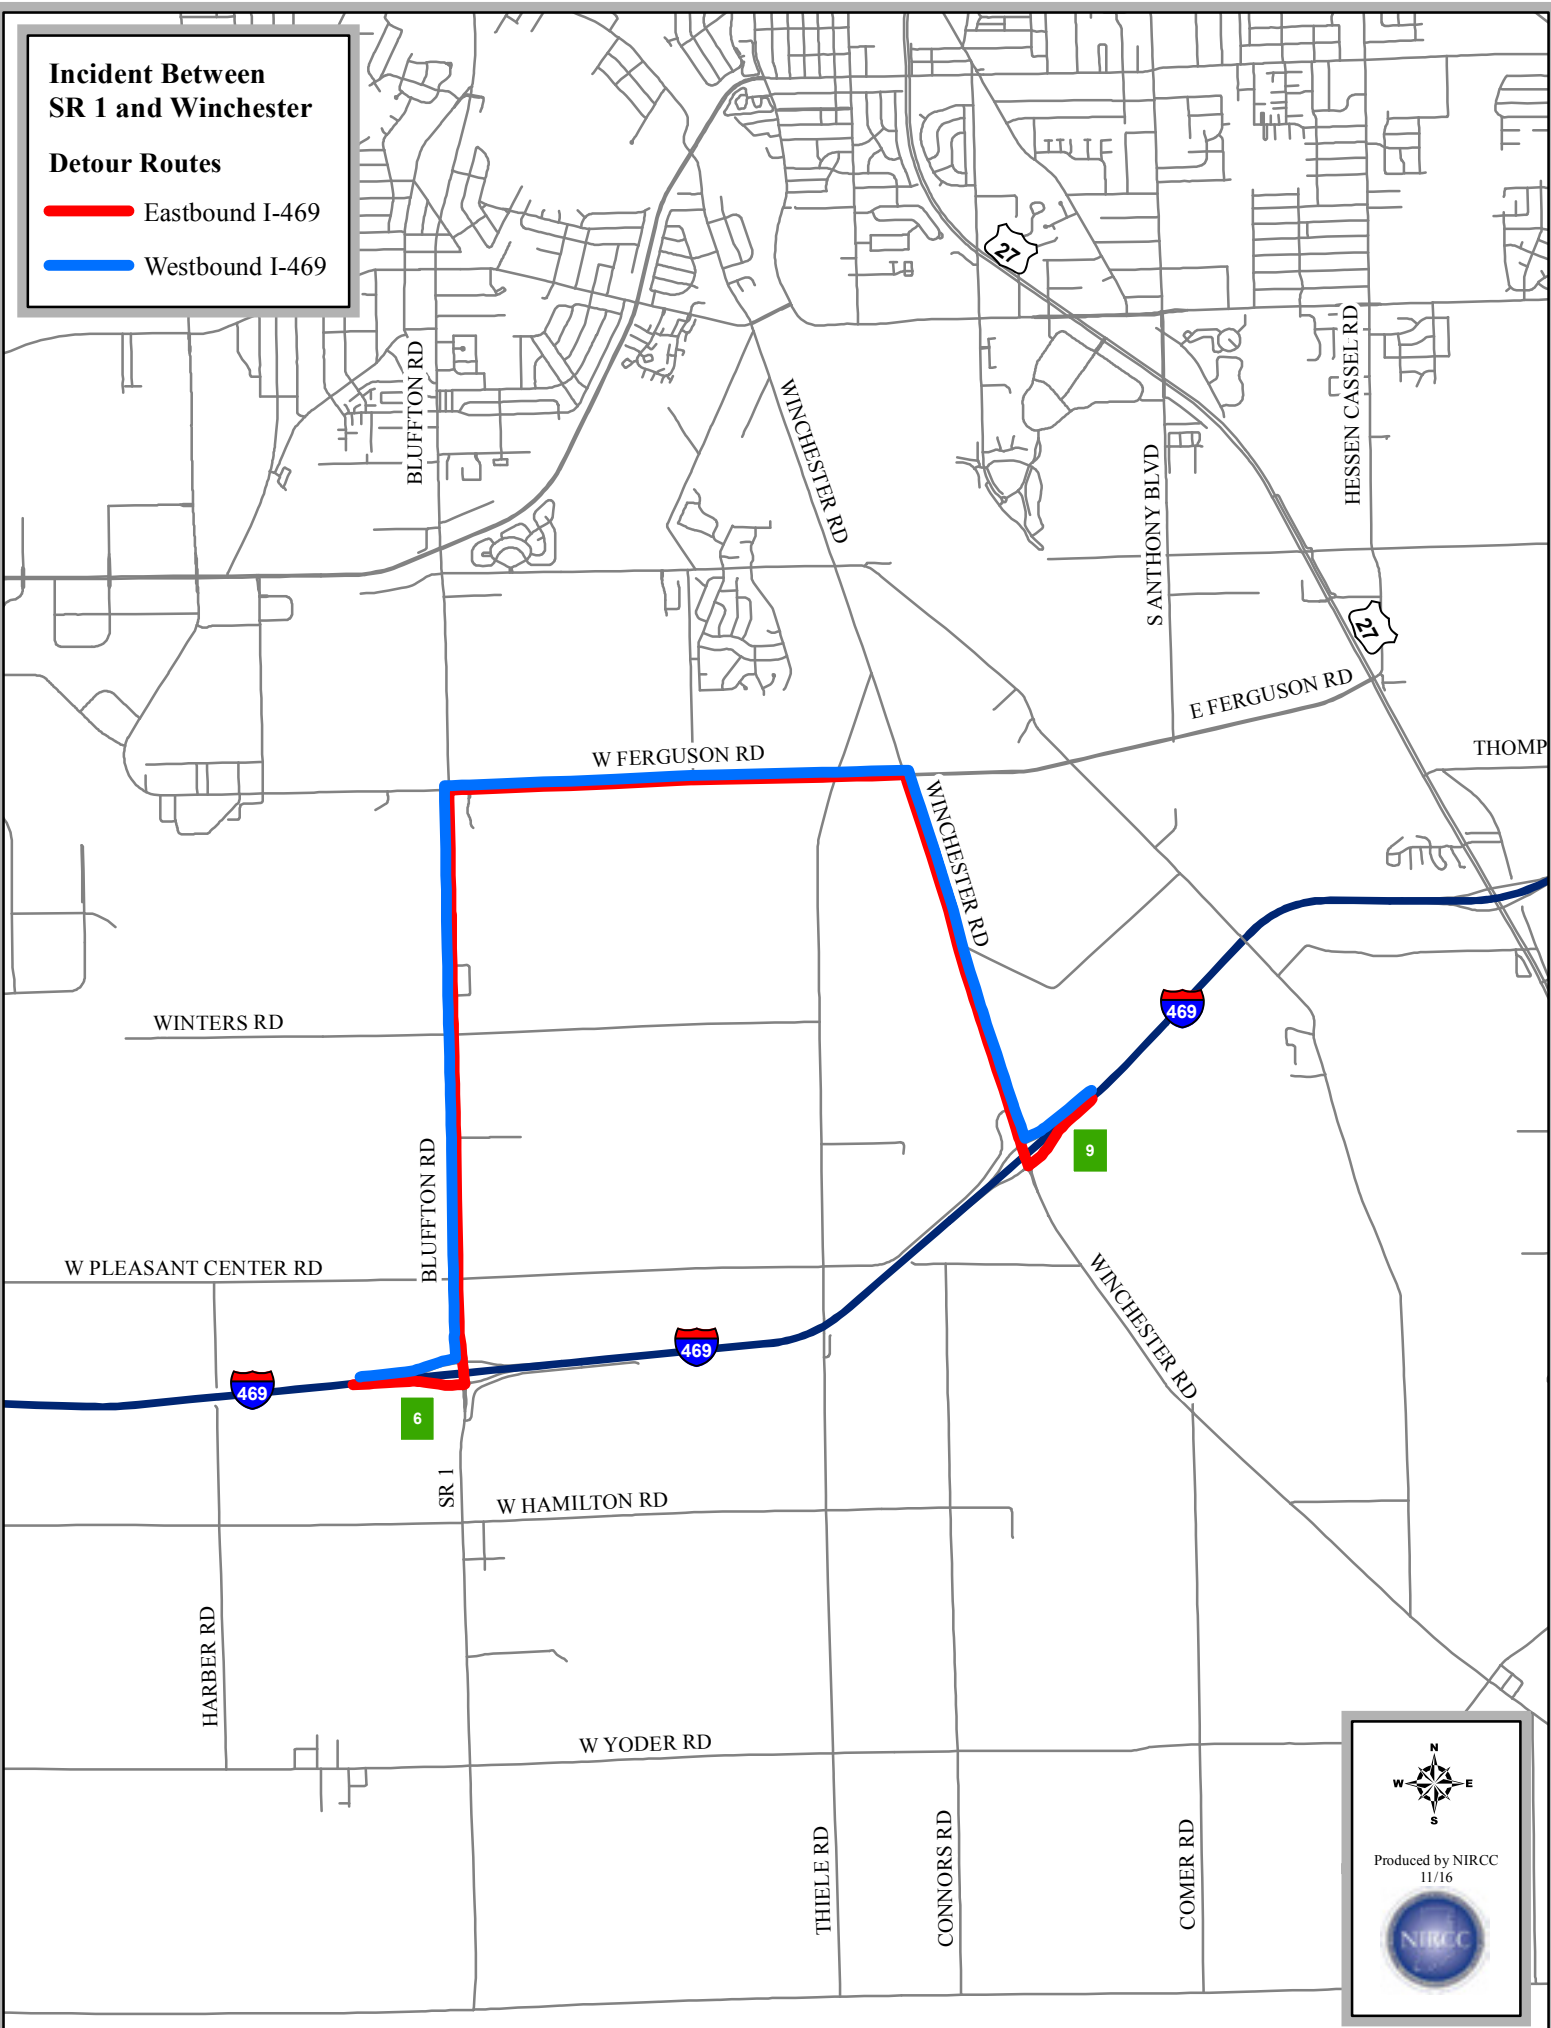 Incident Between
SR 1 and Winchester
Detour Routes
Eastbound I-469
Westbound I-469
27
BLUFFTON RD
WINCHESTER RD
HESSEN CASSEL RD
S ANTHONY BLVD
27
E FERGUSON RD
W FERGUSON RD
THOMP
WINCHESTER RD
469
WINTERS RD
9
BLUFFTON RD
W PLEASANT CENTER RD
WINCHESTER RD
469
469
6
SR 1
W HAMILTON RD
HARBER RD
W YODER RD
THIELE RD
CONNORS RD
COMER RD
N
W
E
S
Produced by NIRCC
11/16
NIRCC